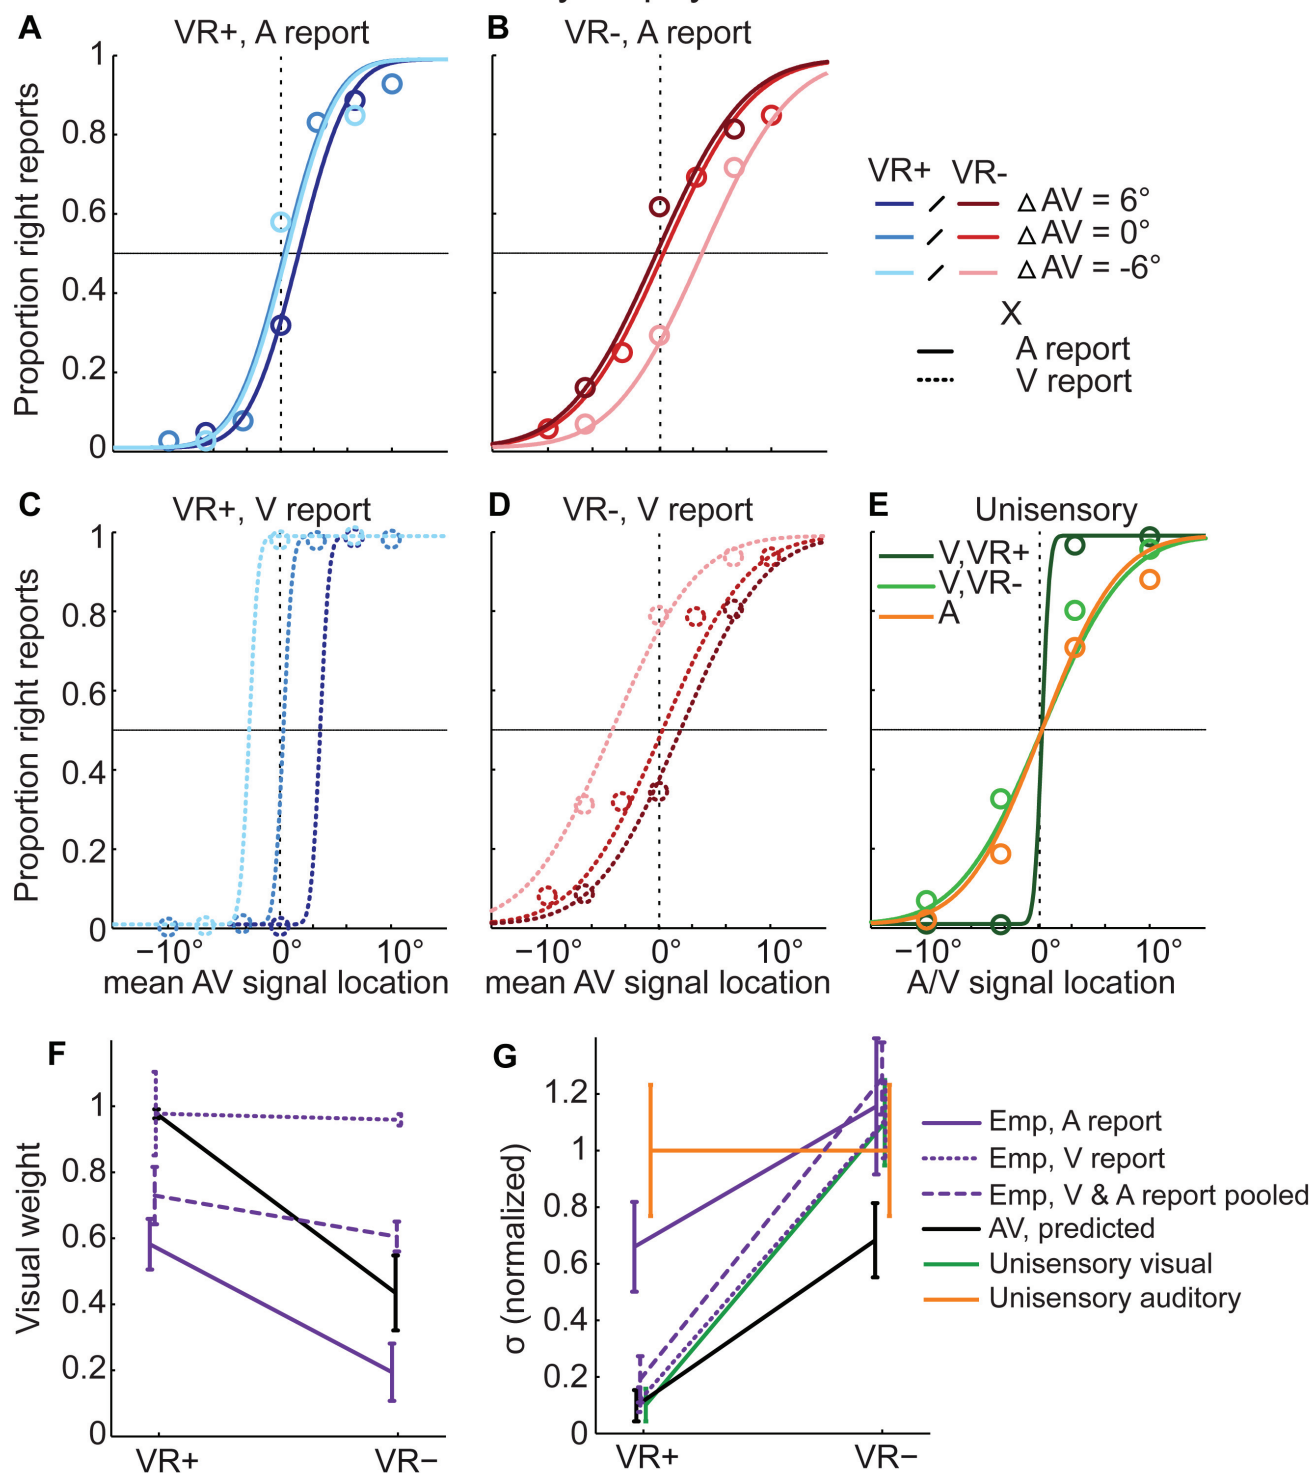 A
VR+, A report
B
VR-, A report
Proportion right reports
1
0.8
0.6
0.4
0.2
0
VR+ VR-
△ AV = 6°
△ AV = 0°
△ AV = -6°
X
A report
V report
C
VR+, V report
D
VR-, V report
E
Unisensory
Proportion right reports
1
0.8
0.6
0.4
0.2
0
V,VR+
V,VR-
A
−10° 0° 10°
mean AV signal location
−10° 0° 10°
mean AV signal location
−10° 0° 10°
A/V signal location
F
Visual weight
1
0.8
0.6
0.4
0.2
0
VR+ VR−
G
σ (normalized)
1.2
1
0.8
0.6
0.4
0.2
0
VR+ VR−
Emp, A report
Emp, V report
Emp, V & A report pooled
AV, predicted
Unisensory visual
Unisensory auditory